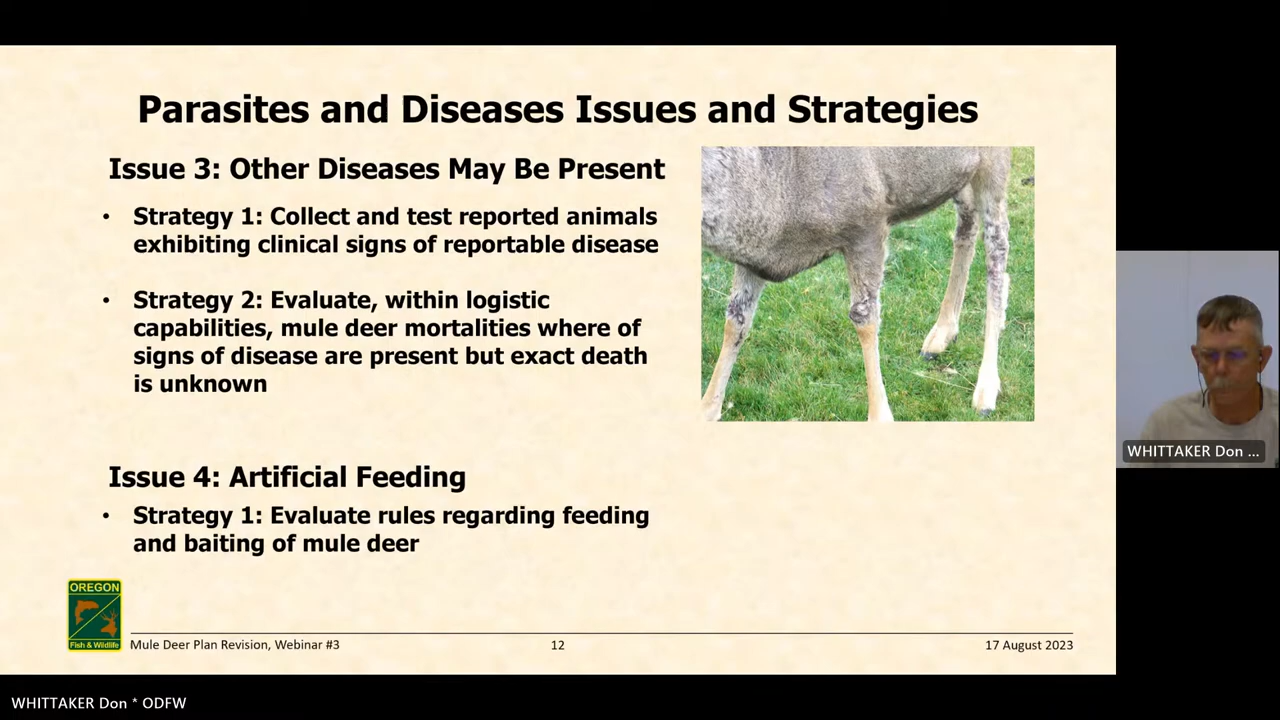 Parasites and Diseases Issues and Strategies
Issue 3: Other Diseases May Be Present
• Strategy 1: Collect and test reported animals
exhibiting clinical signs of reportable disease
• Strategy 2: Evaluate, within logistic
capabilities, mule deer mortalities where of
signs of disease are present but exact death
is unknown
Issue 4: Artificial Feeding
• Strategy 1: Evaluate rules regarding feeding
and baiting of mule deer
OREGON
Fish & Wildlife
Mule Deer Plan Revision, Webinar #3
12
17 August 2023
WHITTAKER Don ...
WHITTAKER Don * ODFW